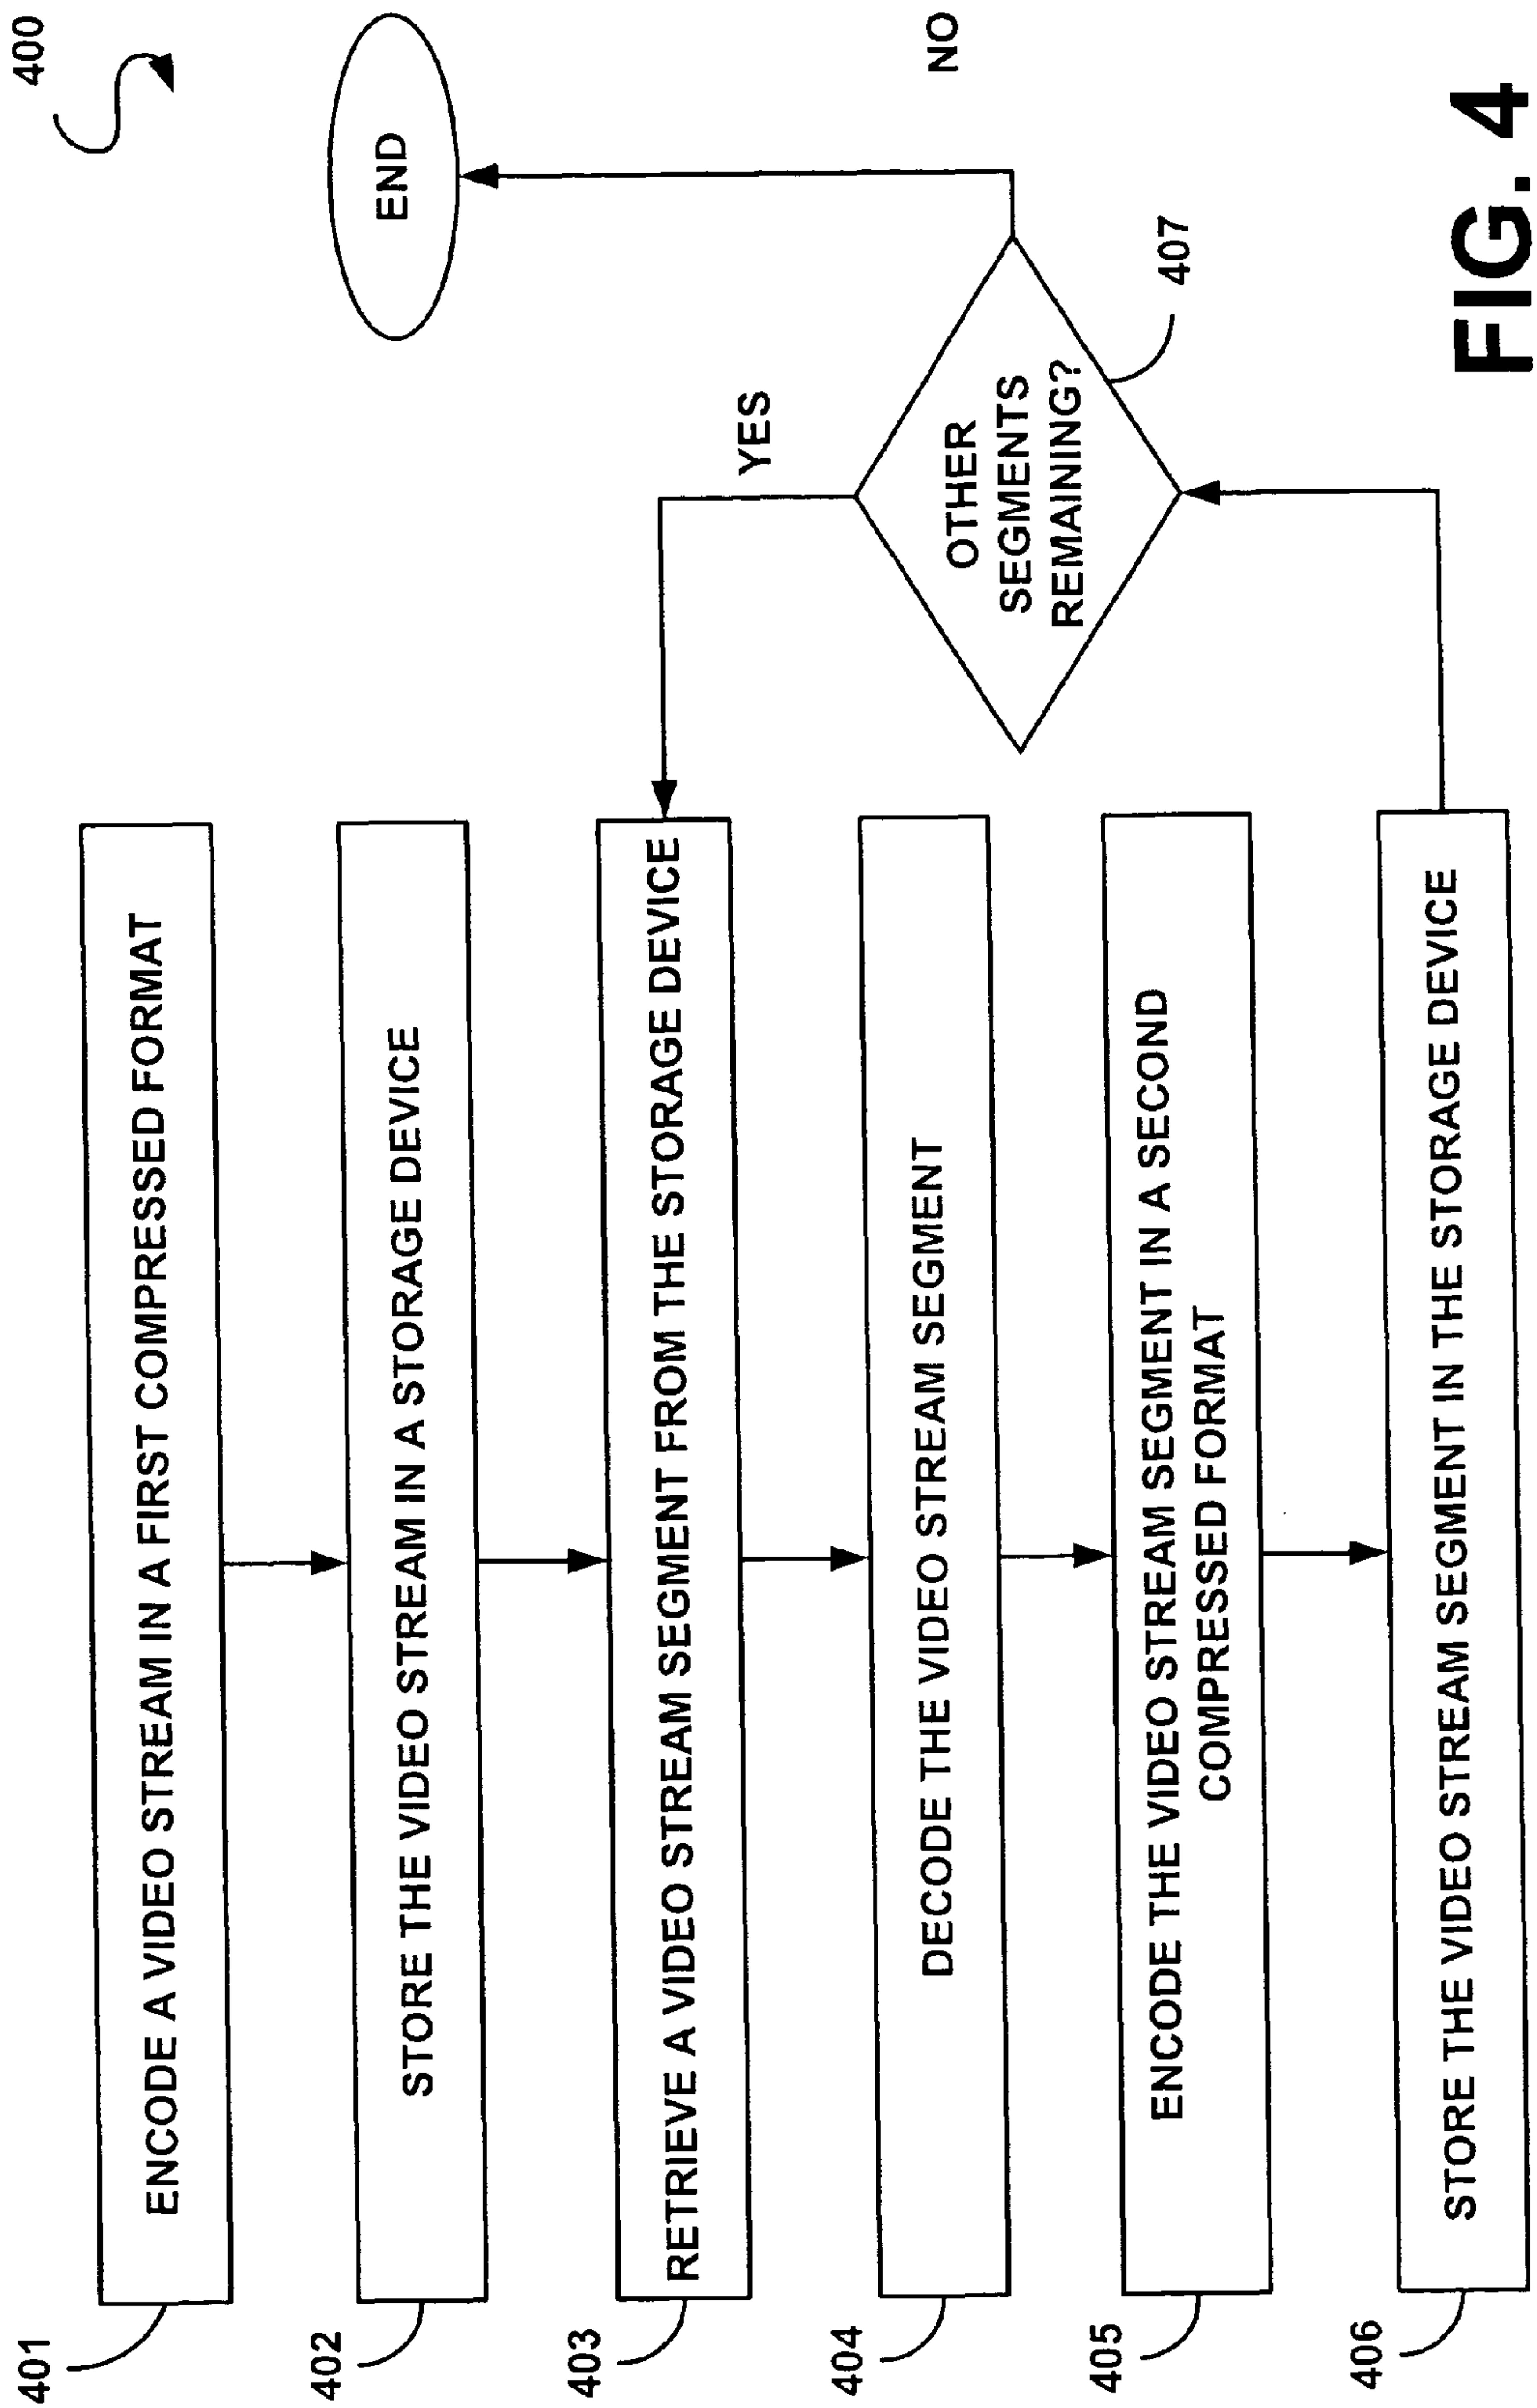 400
401
ENCODE A VIDEO STREAM IN A FIRST COMPRESSED FORMAT
END
402
STORE THE VIDEO STREAM IN A STORAGE DEVICE
403
RETRIEVE A VIDEO STREAM SEGMENT FROM THE STORAGE DEVICE
YES
NO
404
DECODE THE VIDEO STREAM SEGMENT
OTHER
SEGMENTS
REMAINING?
407
405
ENCODE THE VIDEO STREAM SEGMENT IN A SECOND
COMPRESSED FORMAT
406
STORE THE VIDEO STREAM SEGMENT IN THE STORAGE DEVICE
FIG. 4